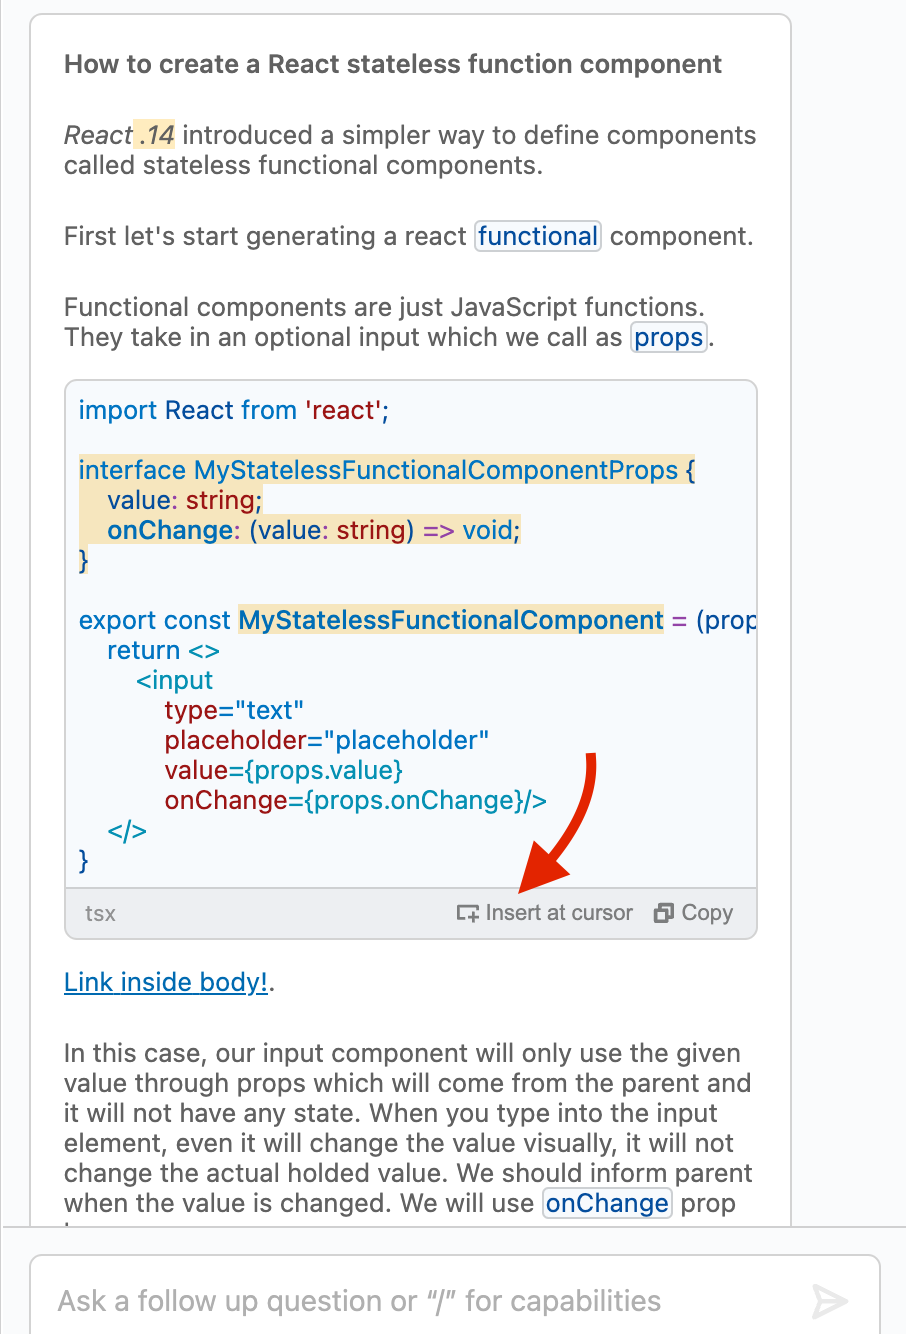 How to create a React stateless function component
React .14 introduced a simpler way to define components
called stateless functional components.
First let's start generating a react functional component.
Functional components are just JavaScript functions.
They take in an optional input which we call as props.
import React from 'react';
interface MyStatelessFunctionalComponentProps {
value: string;
onChange: (value: string) => void;
}
export const MyStatelessFunctionalComponent = (prop
return <>
<input
type="text"
placeholder="placeholder"
value={props.value}
onChange={props.onChange}/>
</>
}
tsx Insert at cursor Copy
Link inside body!.
In this case, our input component will only use the given
value through props which will come from the parent and
it will not have any state. When you type into the input
element, even it will change the value visually, it will not
change the actual holded value. We should inform parent
when the value is changed. We will use onChange prop
Ask a follow up question or “/” for capabilities